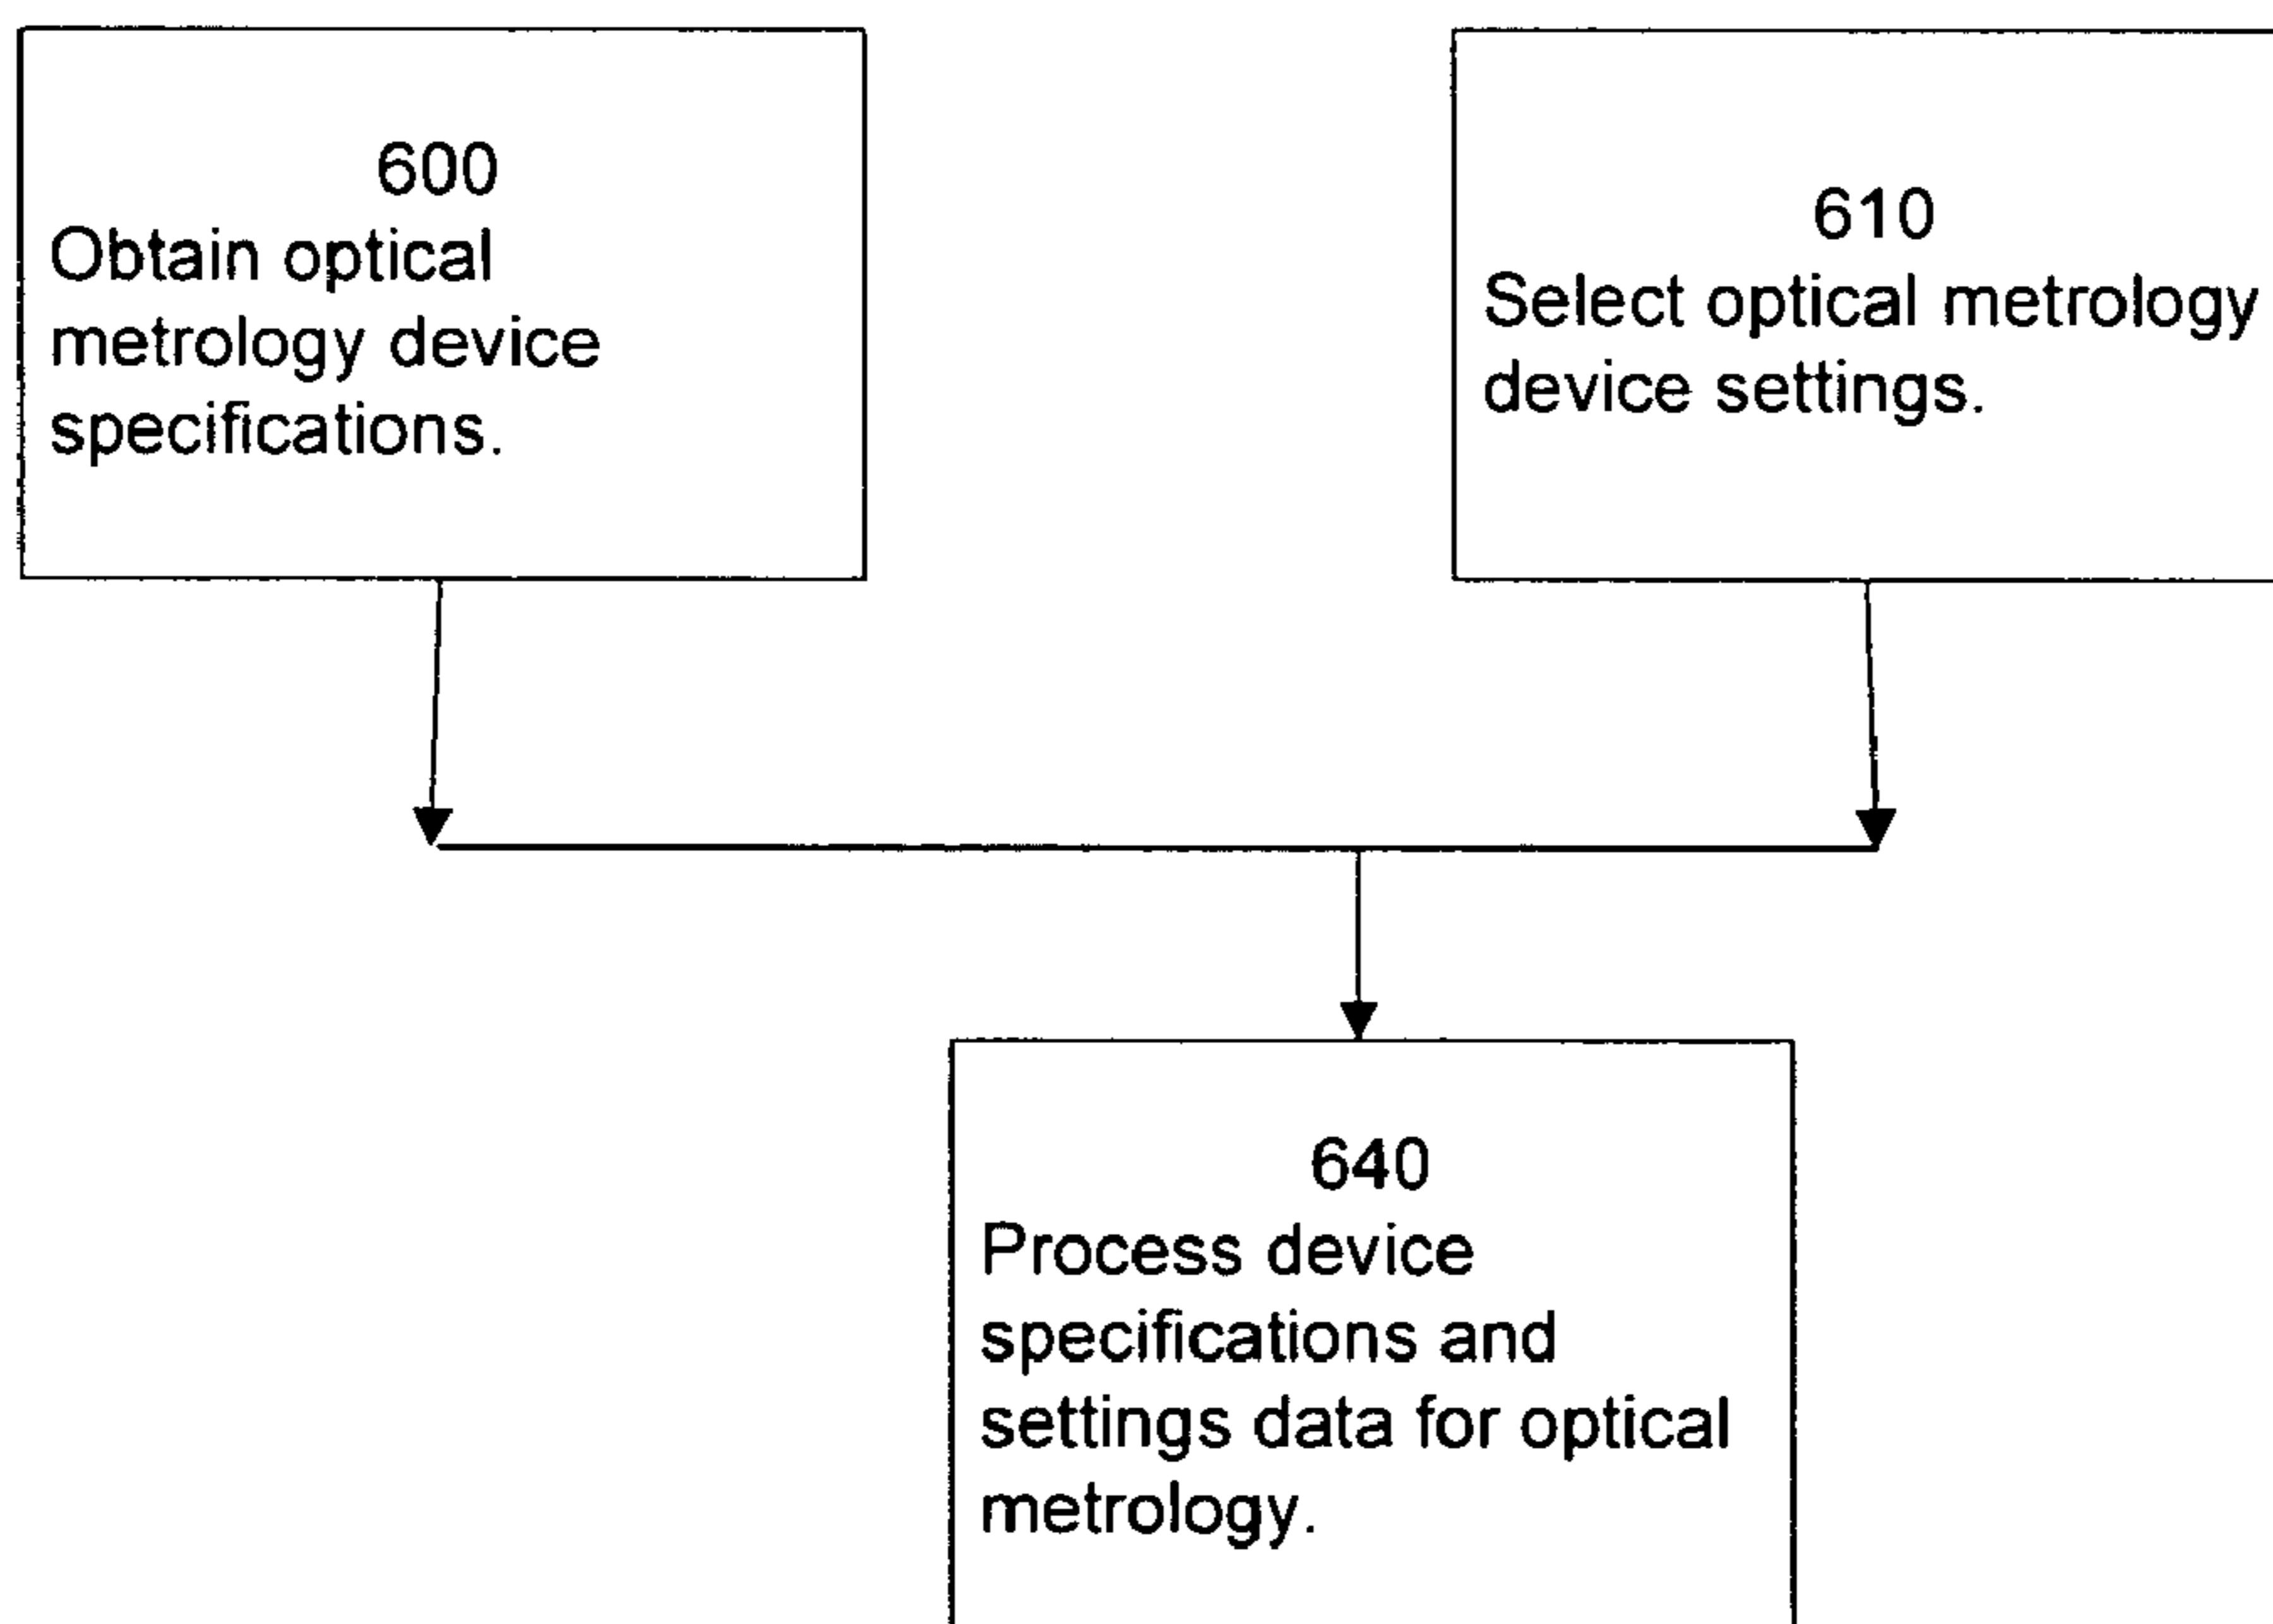 600
Obtain optical
metrology device
specifications.
610
Select optical metrology
device settings.
640
Process device
specifications and
settings data for optical
metrology.